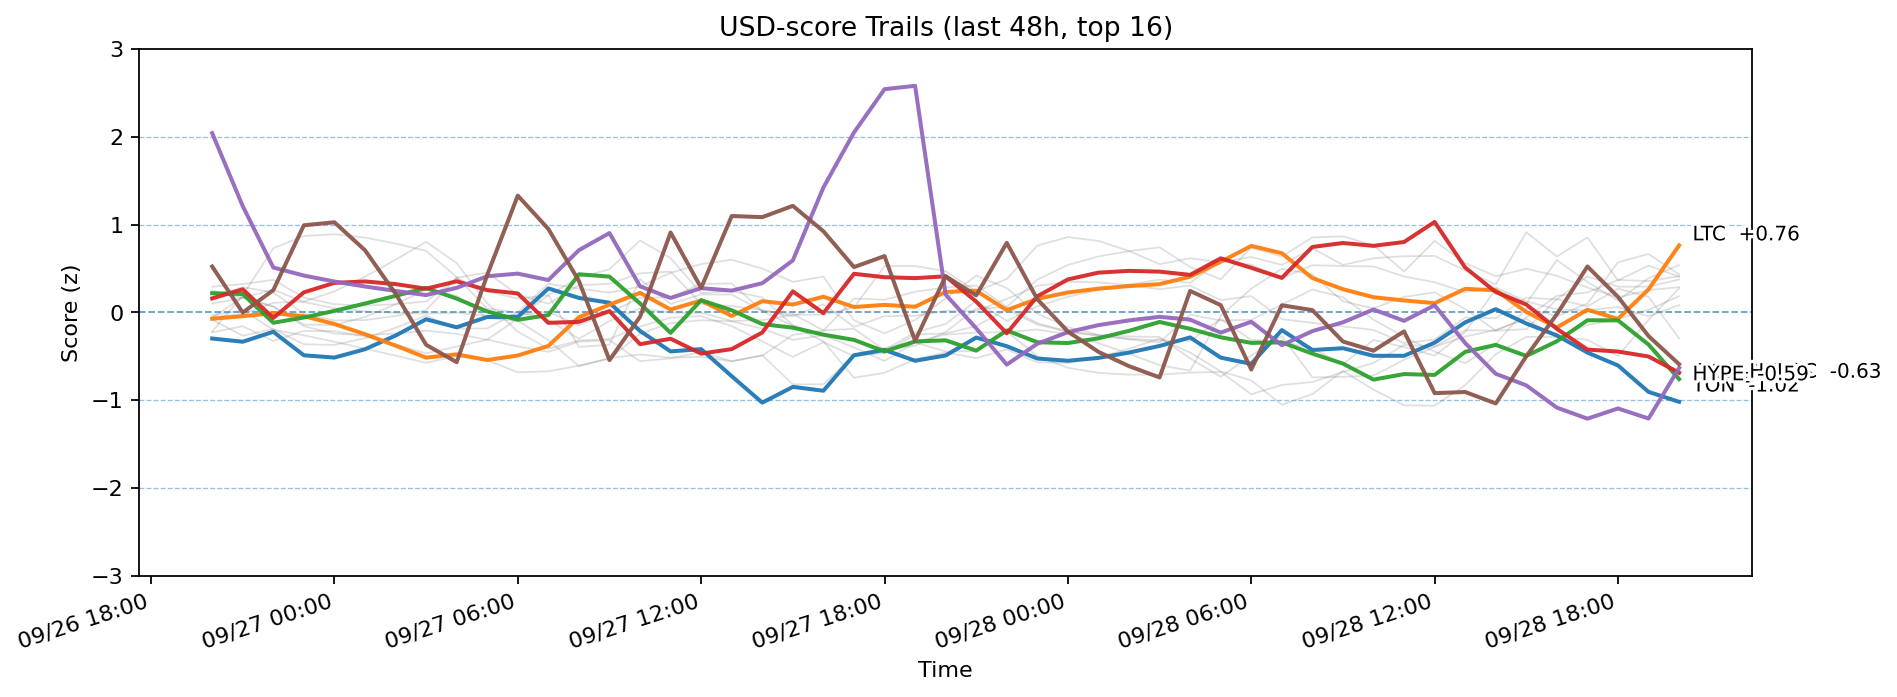 USD-score Trails (last 48h, top 16)
3
2
1
0
−1
−2
−3
Score (z)
LTC +0.76
HYPE -0.59
-0.63
TON -1.02
09/26 18:00
09/27 00:00
09/27 06:00
09/27 12:00
09/27 18:00
09/28 00:00
09/28 06:00
09/28 12:00
09/28 18:00
Time